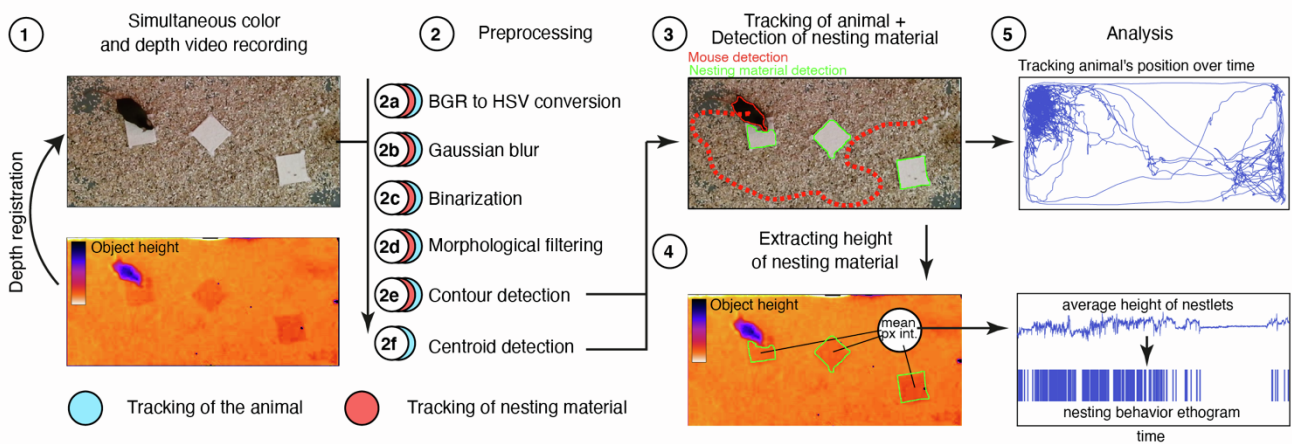 1
Simultaneous color
and depth video recording
Depth registration
Object height
2
Preprocessing
2a BGR to HSV conversion
2b Gaussian blur
2c Binarization
2d Morphological filtering
2e Contour detection
2f Centroid detection
Tracking of the animal
Tracking of nesting material
3
Tracking of animal +
Detection of nesting material
Mouse detection
Nesting material detection
4
Extracting height
of nesting material
Object height
mean
px int.
5
Analysis
Tracking animal's position over time
average height of nestlets
nesting behavior ethogram
time